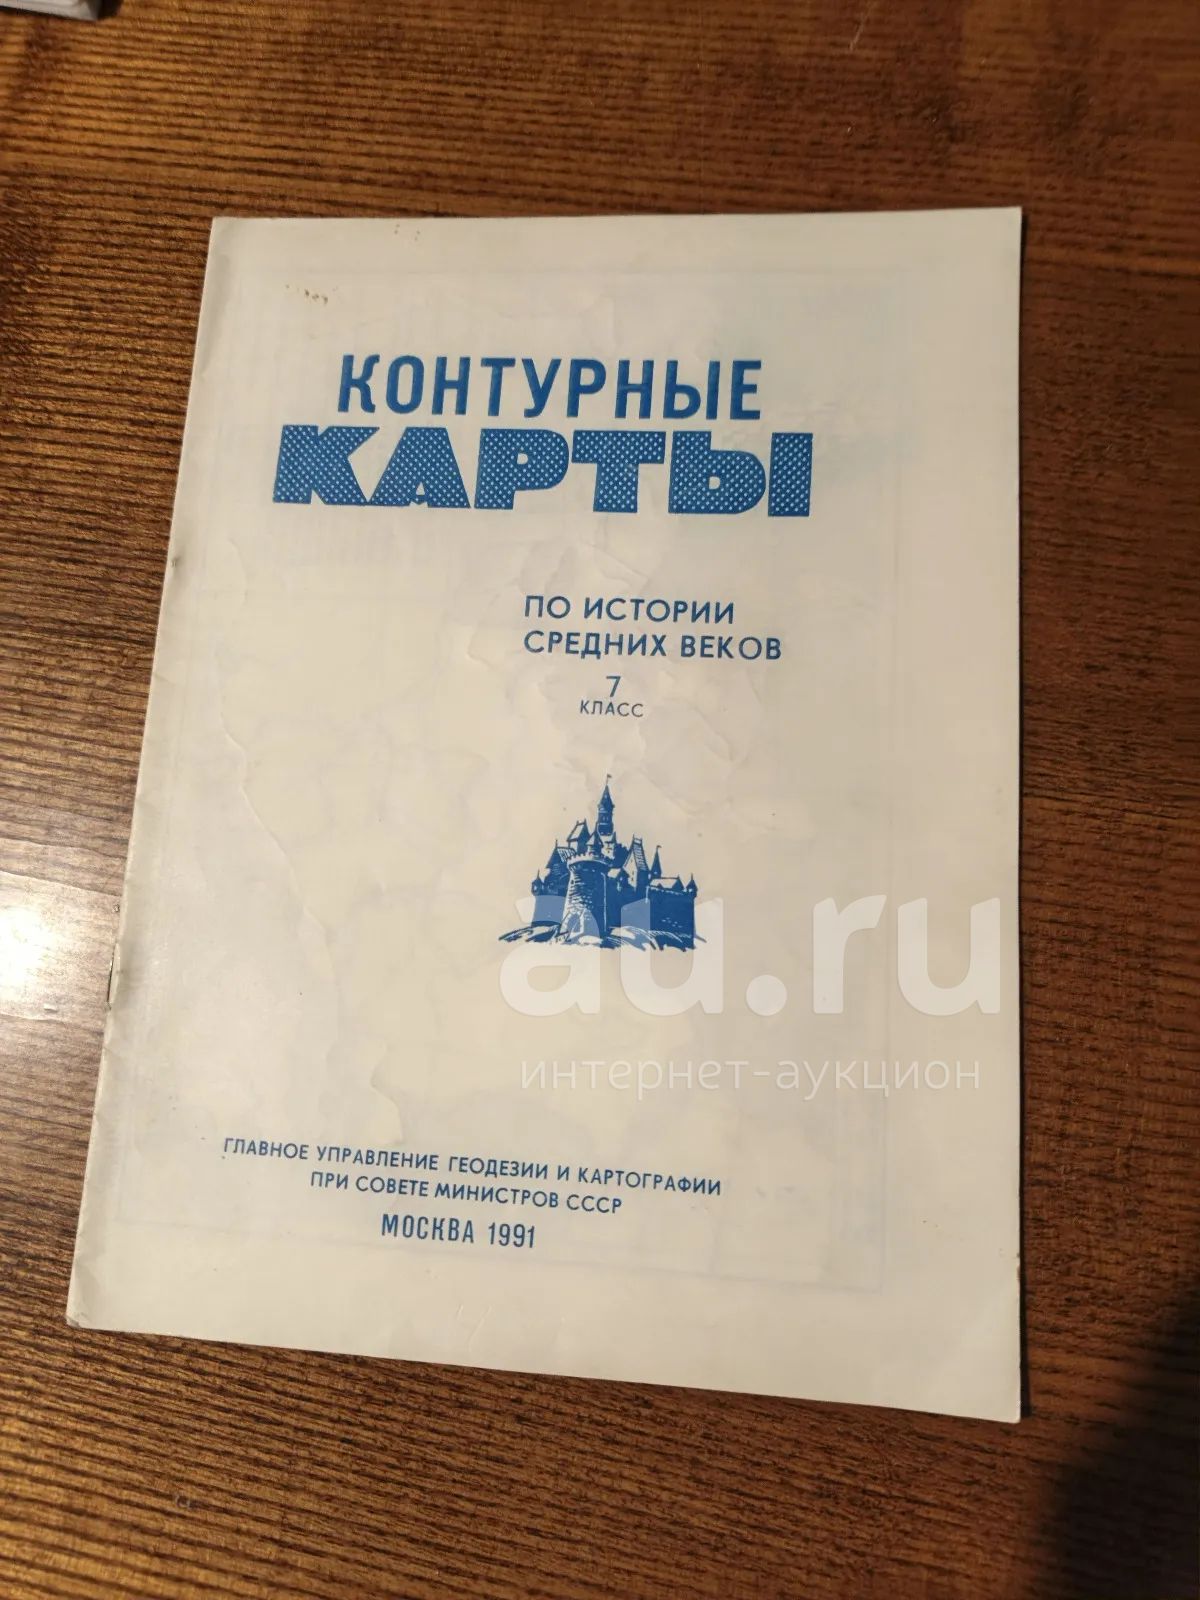 КОНТУРНЫЕ
КАРТЫ
ПО ИСТОРИИ
СРЕДНИХ ВЕКОВ
7
КЛАСС
au.ru
интернет-аукцион
ГЛАВНОЕ УПРАВЛЕНИЕ ГЕОДЕЗИИ И КАРТОГРАФИИ
ПРИ СОВЕТЕ МИНИСТРОВ СССР
МОСКВА 1991